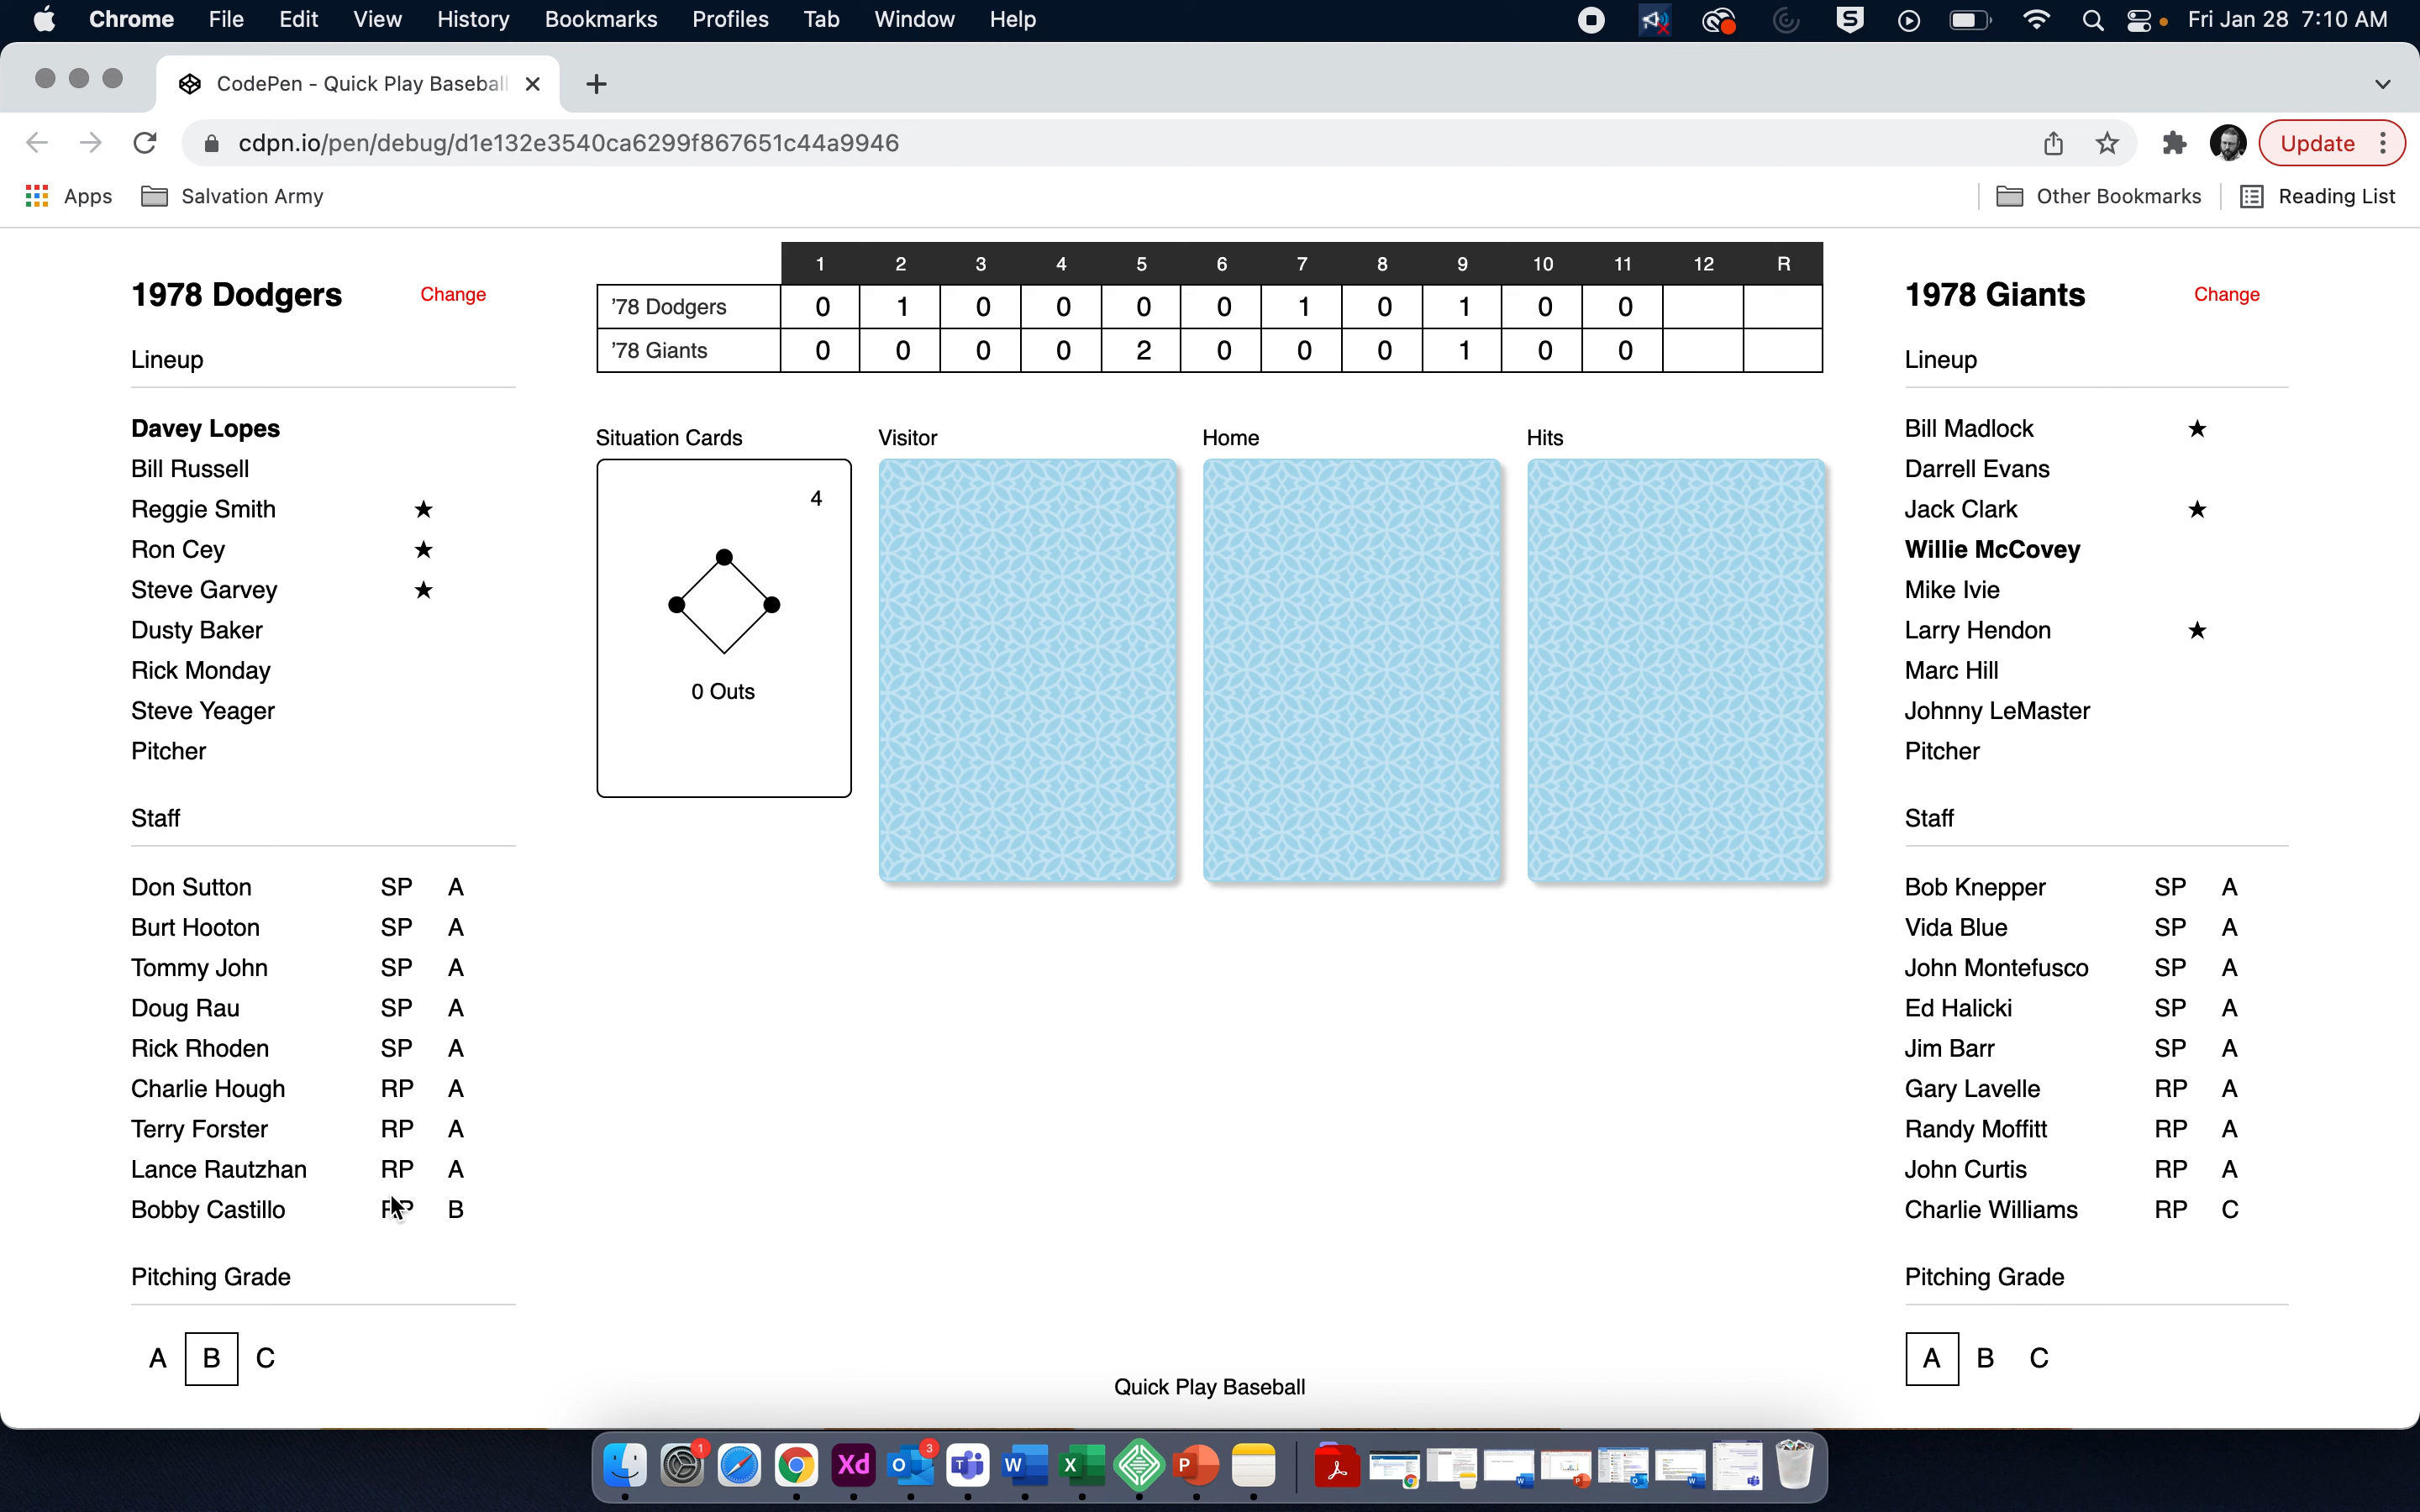 Chrome File Edit View History Bookmarks Profiles Tab Window Help Fri Jan 28 7:10 AM
CodePen - Quick Play Baseball
cdpn.io/pen/debug/d1e132e3540ca6299f867651c44a9946 Update
Apps Salvation Army Other Bookmarks Reading List
1978 Dodgers Change
Lineup
Davey Lopes
Bill Russell
Reggie Smith ★
Ron Cey ★
Steve Garvey ★
Dusty Baker
Rick Monday
Steve Yeager
Pitcher
Staff
Don Sutton SP A
Burt Hooton SP A
Tommy John SP A
Doug Rau SP A
Rick Rhoden SP A
Charlie Hough RP A
Terry Forster RP A
Lance Rautzhan RP A
Bobby Castillo RP B
Pitching Grade
A B C
1 2 3 4 5 6 7 8 9 10 11 12 R
'78 Dodgers 0 1 0 0 0 0 1 0 1 0 0
'78 Giants 0 0 0 0 2 0 0 0 1 0 0
Situation Cards Visitor Home Hits
4
0 Outs
Quick Play Baseball
1978 Giants Change
Lineup
Bill Madlock ★
Darrell Evans
Jack Clark ★
Willie McCovey
Mike Ivie
Larry Hendon ★
Marc Hill
Johnny LeMaster
Pitcher
Staff
Bob Knepper SP A
Vida Blue SP A
John Montefusco SP A
Ed Halicki SP A
Jim Barr SP A
Gary Lavelle RP A
Randy Moffitt RP A
John Curtis RP A
Charlie Williams RP C
Pitching Grade
A B C
1 Xd 3 O T W X P